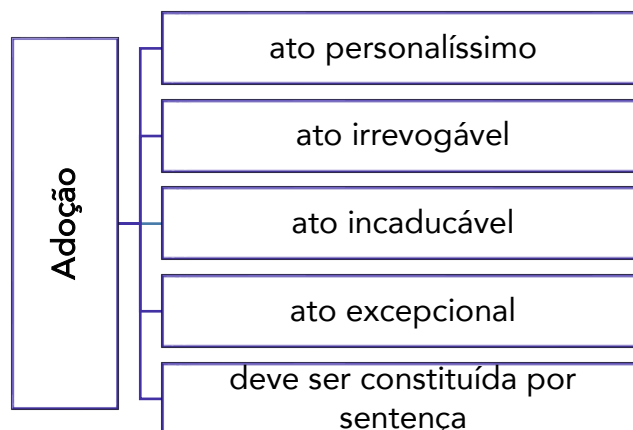 Adoção
ato personalíssimo
ato irrevogável
ato incaducável
ato excepcional
deve ser constituída por
sentença